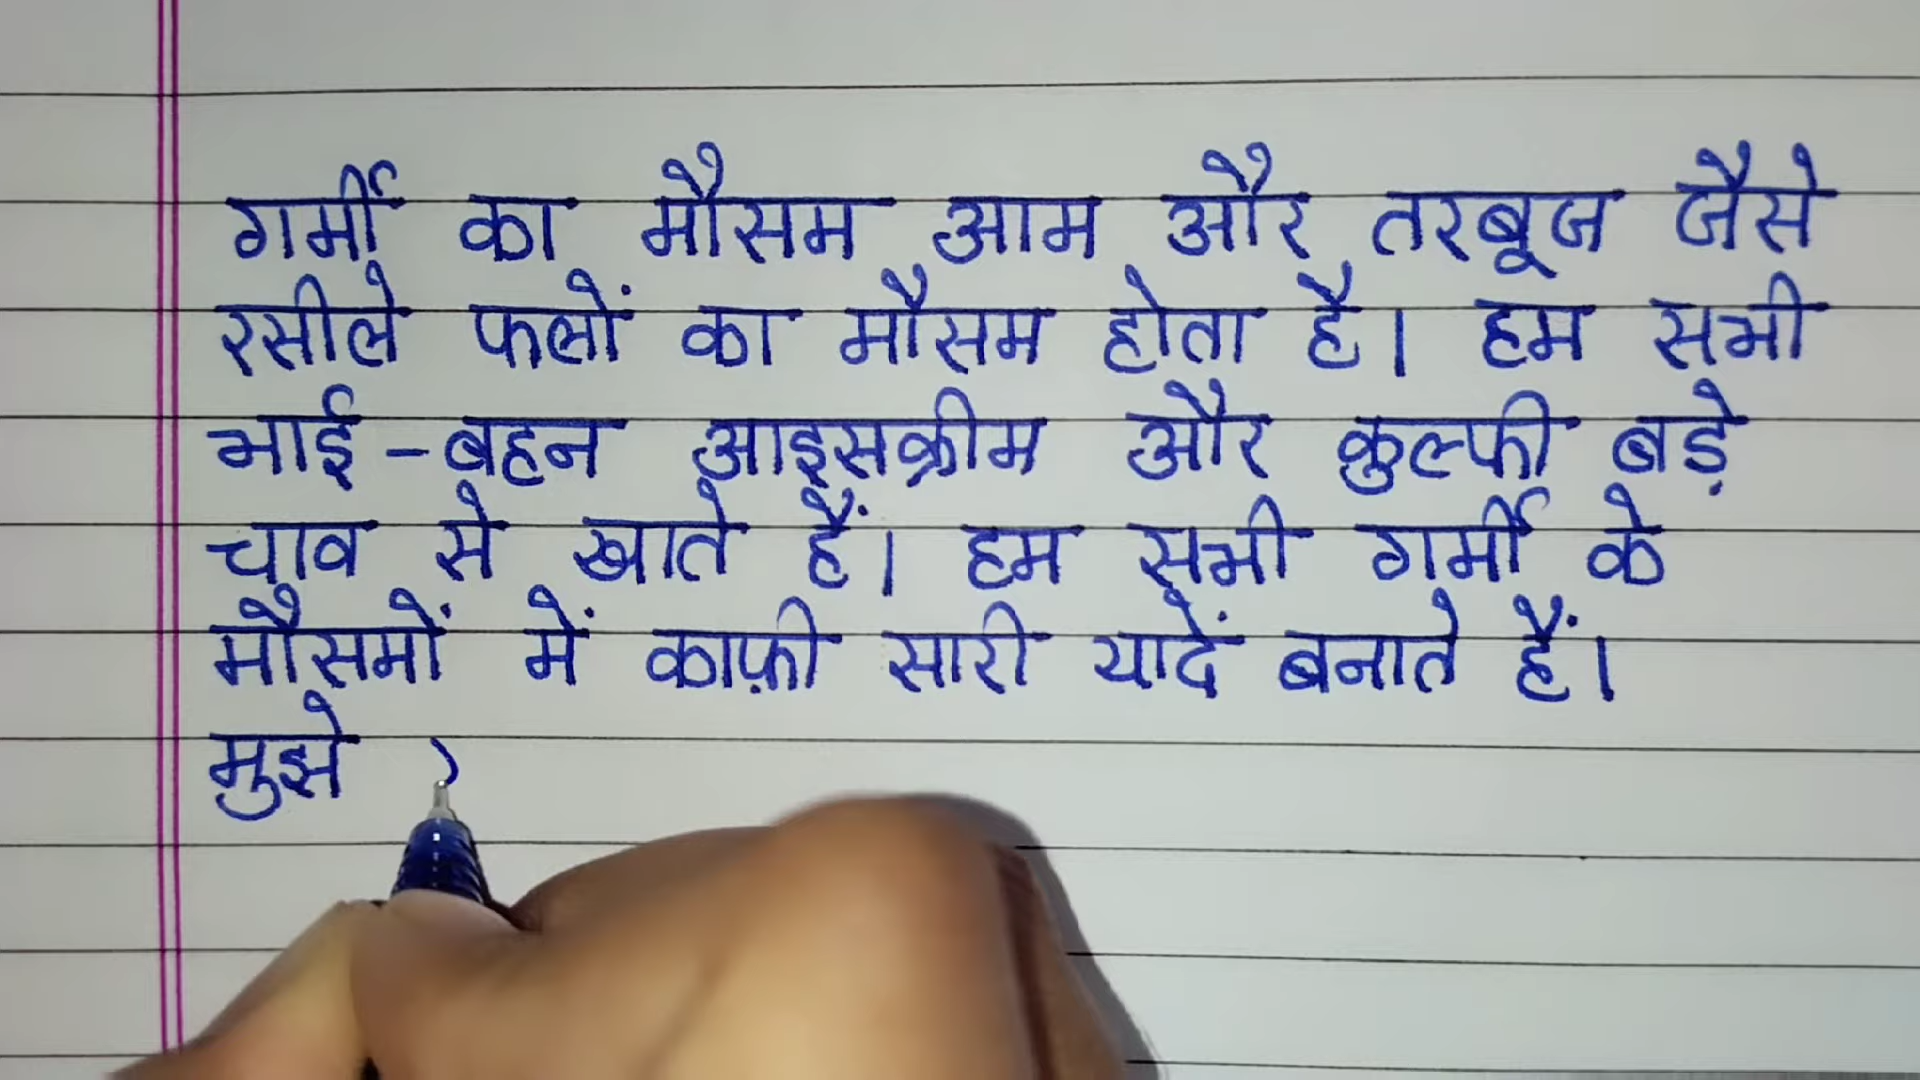 गर्मी का मौसम आम और तरबूज जैसे
रसीले फलों का मौसम होता है। हम सभी
भाई-बहन आइसक्रीम और कुल्फी बड़े
चाव से खाते हैं। हम सभी गर्मी के
मौसमों में काफ़ी सारी यादें बनाते हैं।
मुझे